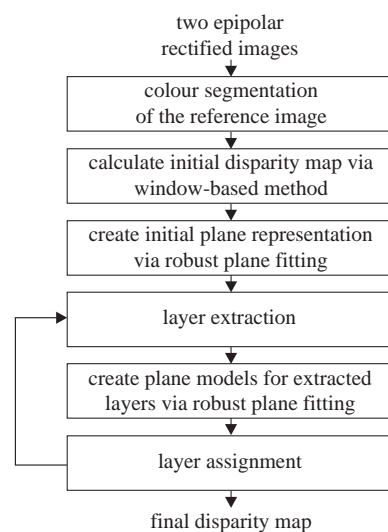 two epipolar
rectified images
colour segmentation
of the reference image
calculate initial disparity map via
window-based method
create initial plane representation
via robust plane fitting
layer extraction
create plane models for extracted
layers via robust plane fitting
layer assignment
final disparity map